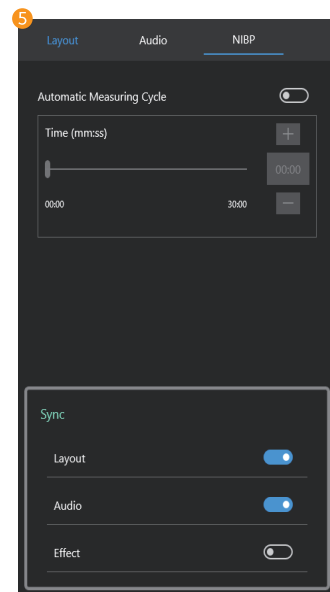 5
Layout Audio NIBP
Automatic Measuring Cycle
Time (mm:ss)
+
00:00
00:00 30:00
−
Sync
Layout
Audio
Effect